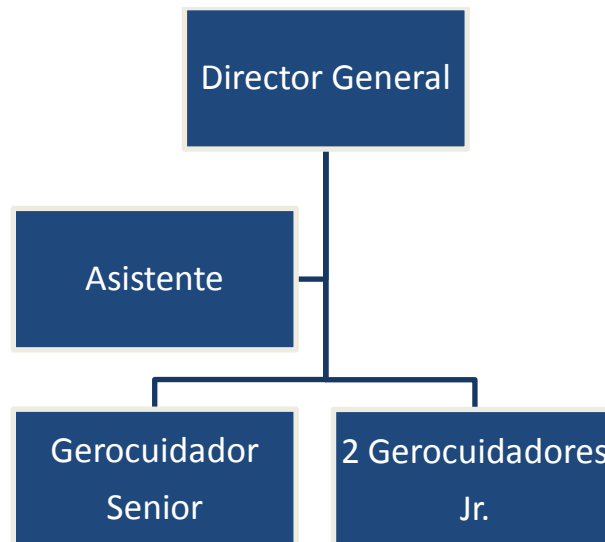 Director General
Asistente
Gerocuidador
Senior
2 Gerocuidadores
Jr.